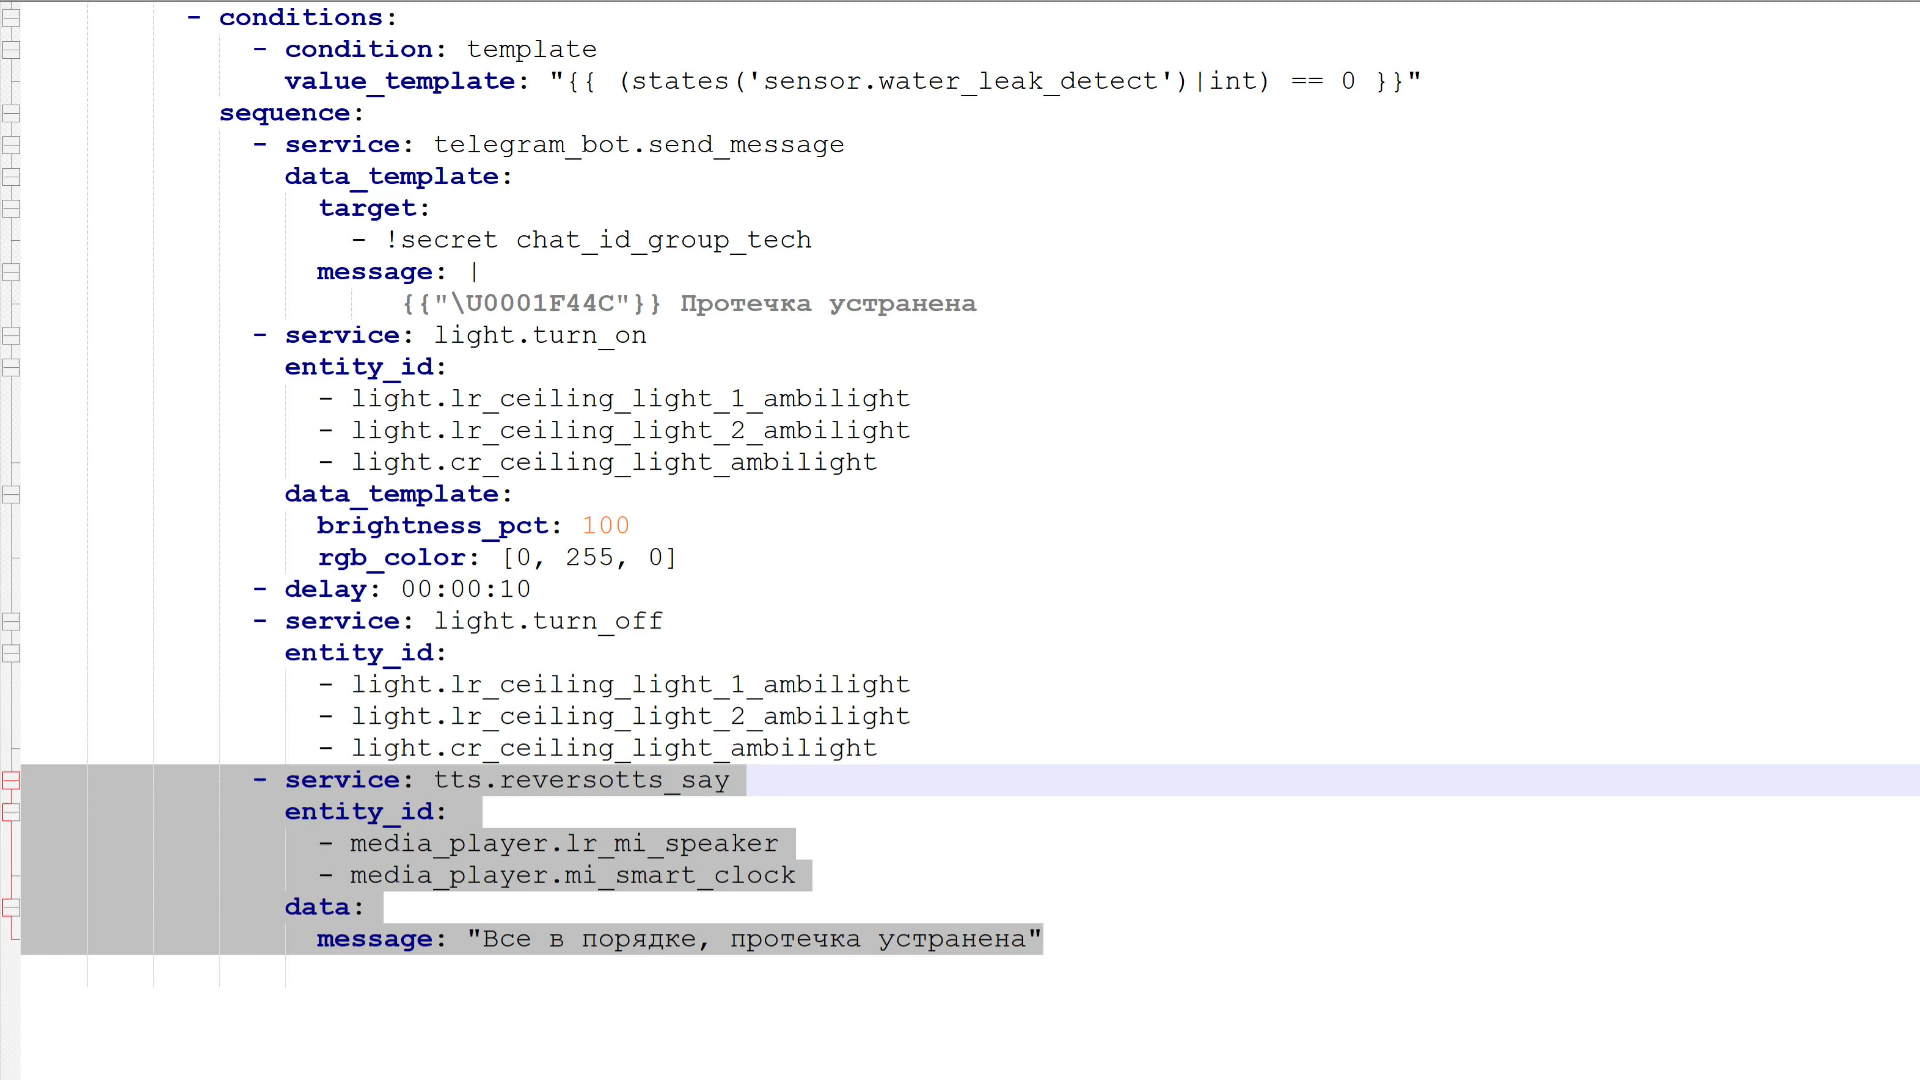 - conditions:
- condition: template
value_template: "{{ (states('sensor.water_leak_detect')|int) == 0 }}"
sequence:
- service: telegram_bot.send_message
data_template:
target:
- !secret chat_id_group_tech
message: |
{{"\U0001F44C"}} Протечка устранена
- service: light.turn_on
entity_id:
- light.lr_ceiling_light_1_ambilight
- light.lr_ceiling_light_2_ambilight
- light.cr_ceiling_light_ambilight
data_template:
brightness_pct: 100
rgb_color: [0, 255, 0]
- delay: 00:00:10
- service: light.turn_off
entity_id:
- light.lr_ceiling_light_1_ambilight
- light.lr_ceiling_light_2_ambilight
- light.cr_ceiling_light_ambilight
- service: tts.reversotts_say
entity_id:
- media_player.lr_mi_speaker
- media_player.mi_smart_clock
data:
message: "Все в порядке, протечка устранена"